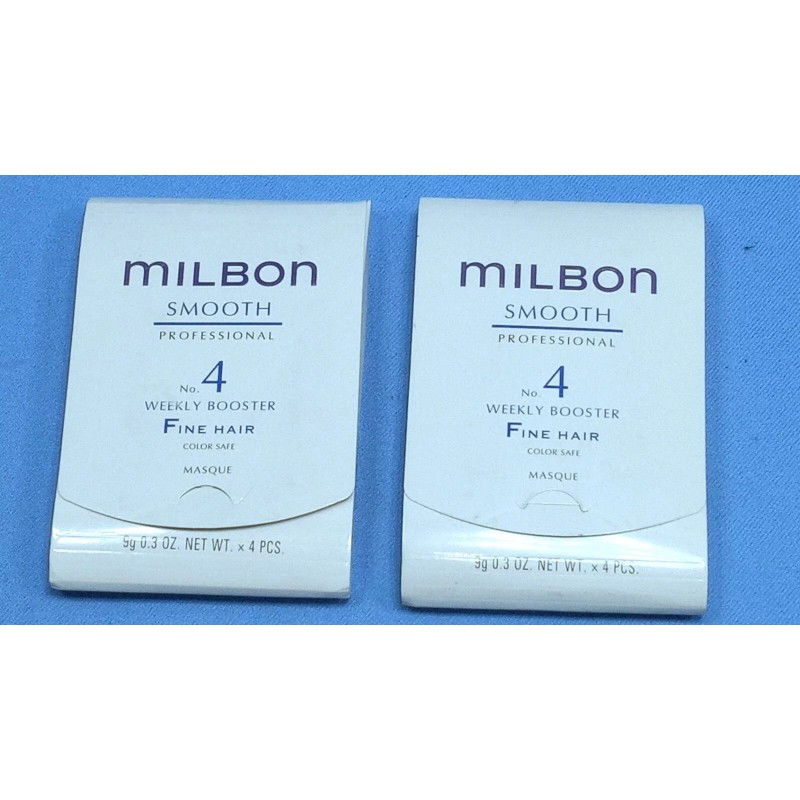 mILBon
SMOOTH
PROFESSIONAL
No. 4
WEEKLY BOOSTER
FINE HAIR
COLOR SAFE
MASQUE
9g 0.3 OZ. NET WT. x 4 PCS.
mILBon
SMOOTH
PROFESSIONAL
No. 4
WEEKLY BOOSTER
FINE HAIR
COLOR SAFE
MASQUE
9g 0.3 OZ. NET WT. x 4 PCS.